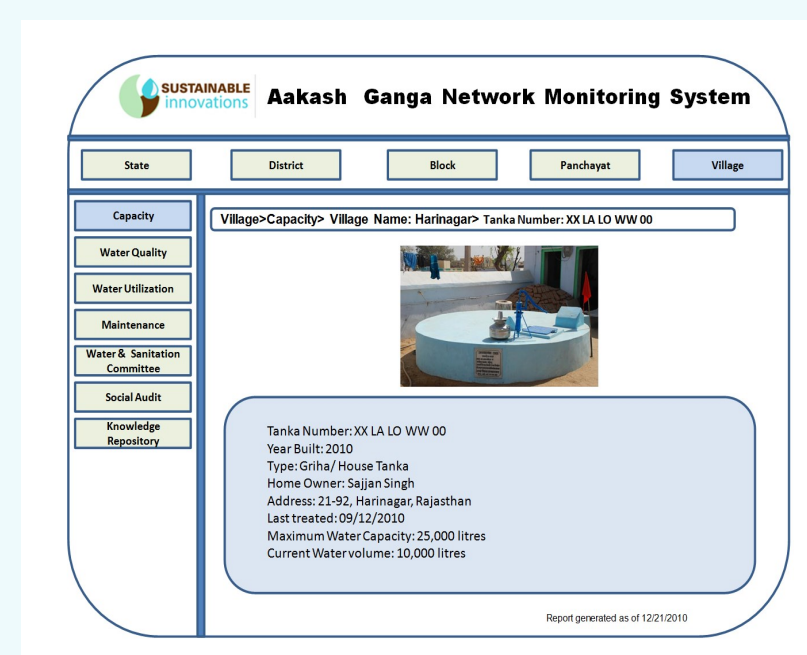 SUSTAINABLE
innovations
Aakash Ganga Network Monitoring System
State
District
Block
Panchayat
Village
Capacity
Water Quality
Water Utilization
Maintenance
Water & Sanitation
Committee
Social Audit
Knowledge
Repository
Village>Capacity> Village Name: Harinagar> Tanka Number: XX LA LO WW 00
Tanka Number: XX LA LO WW 00
Year Built: 2010
Type: Griha/ House Tanka
Home Owner: Sajjan Singh
Address: 21-92, Harinagar, Rajasthan
Last treated: 09/12/2010
Maximum Water Capacity: 25,000 litres
Current Water volume: 10,000 litres
Report generated as of 12/21/2010